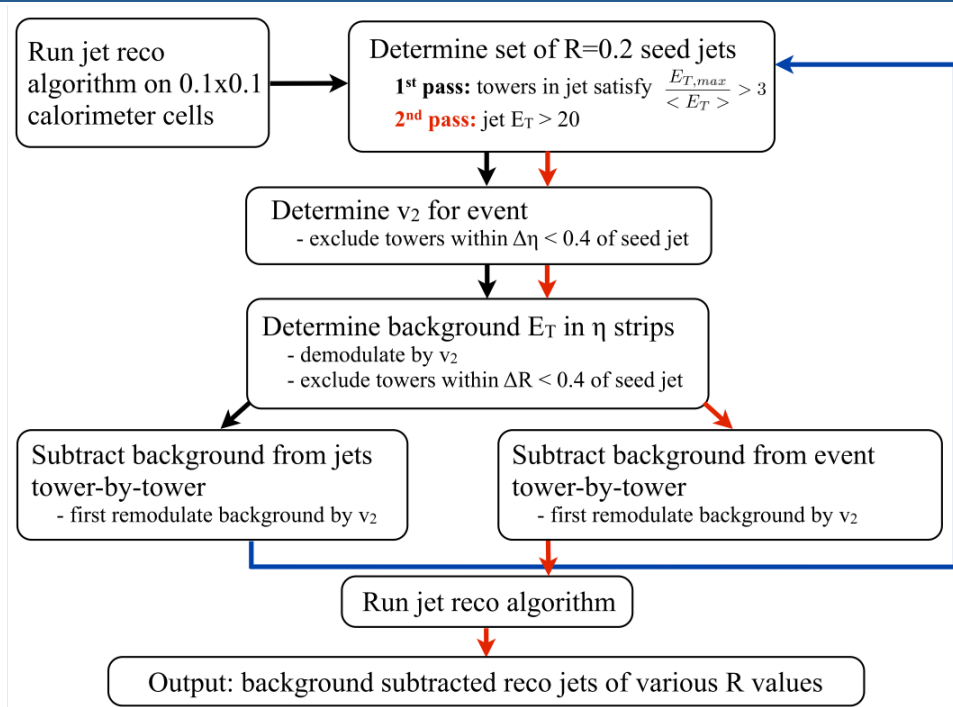 Run jet reco
algorithm on 0.1x0.1
calorimeter cells
Determine set of R=0.2 seed jets
1st pass: towers in jet satisfy E_{T,max} / < E_T > > 3
2nd pass: jet E_T > 20
Determine v₂ for event
- exclude towers within Δη < 0.4 of seed jet
Determine background E_T in η strips
- demodulate by v₂
- exclude towers within ΔR < 0.4 of seed jet
Subtract background from jets
tower-by-tower
- first remodulate background by v₂
Subtract background from event
tower-by-tower
- first remodulate background by v₂
Run jet reco algorithm
Output: background subtracted reco jets of various R values